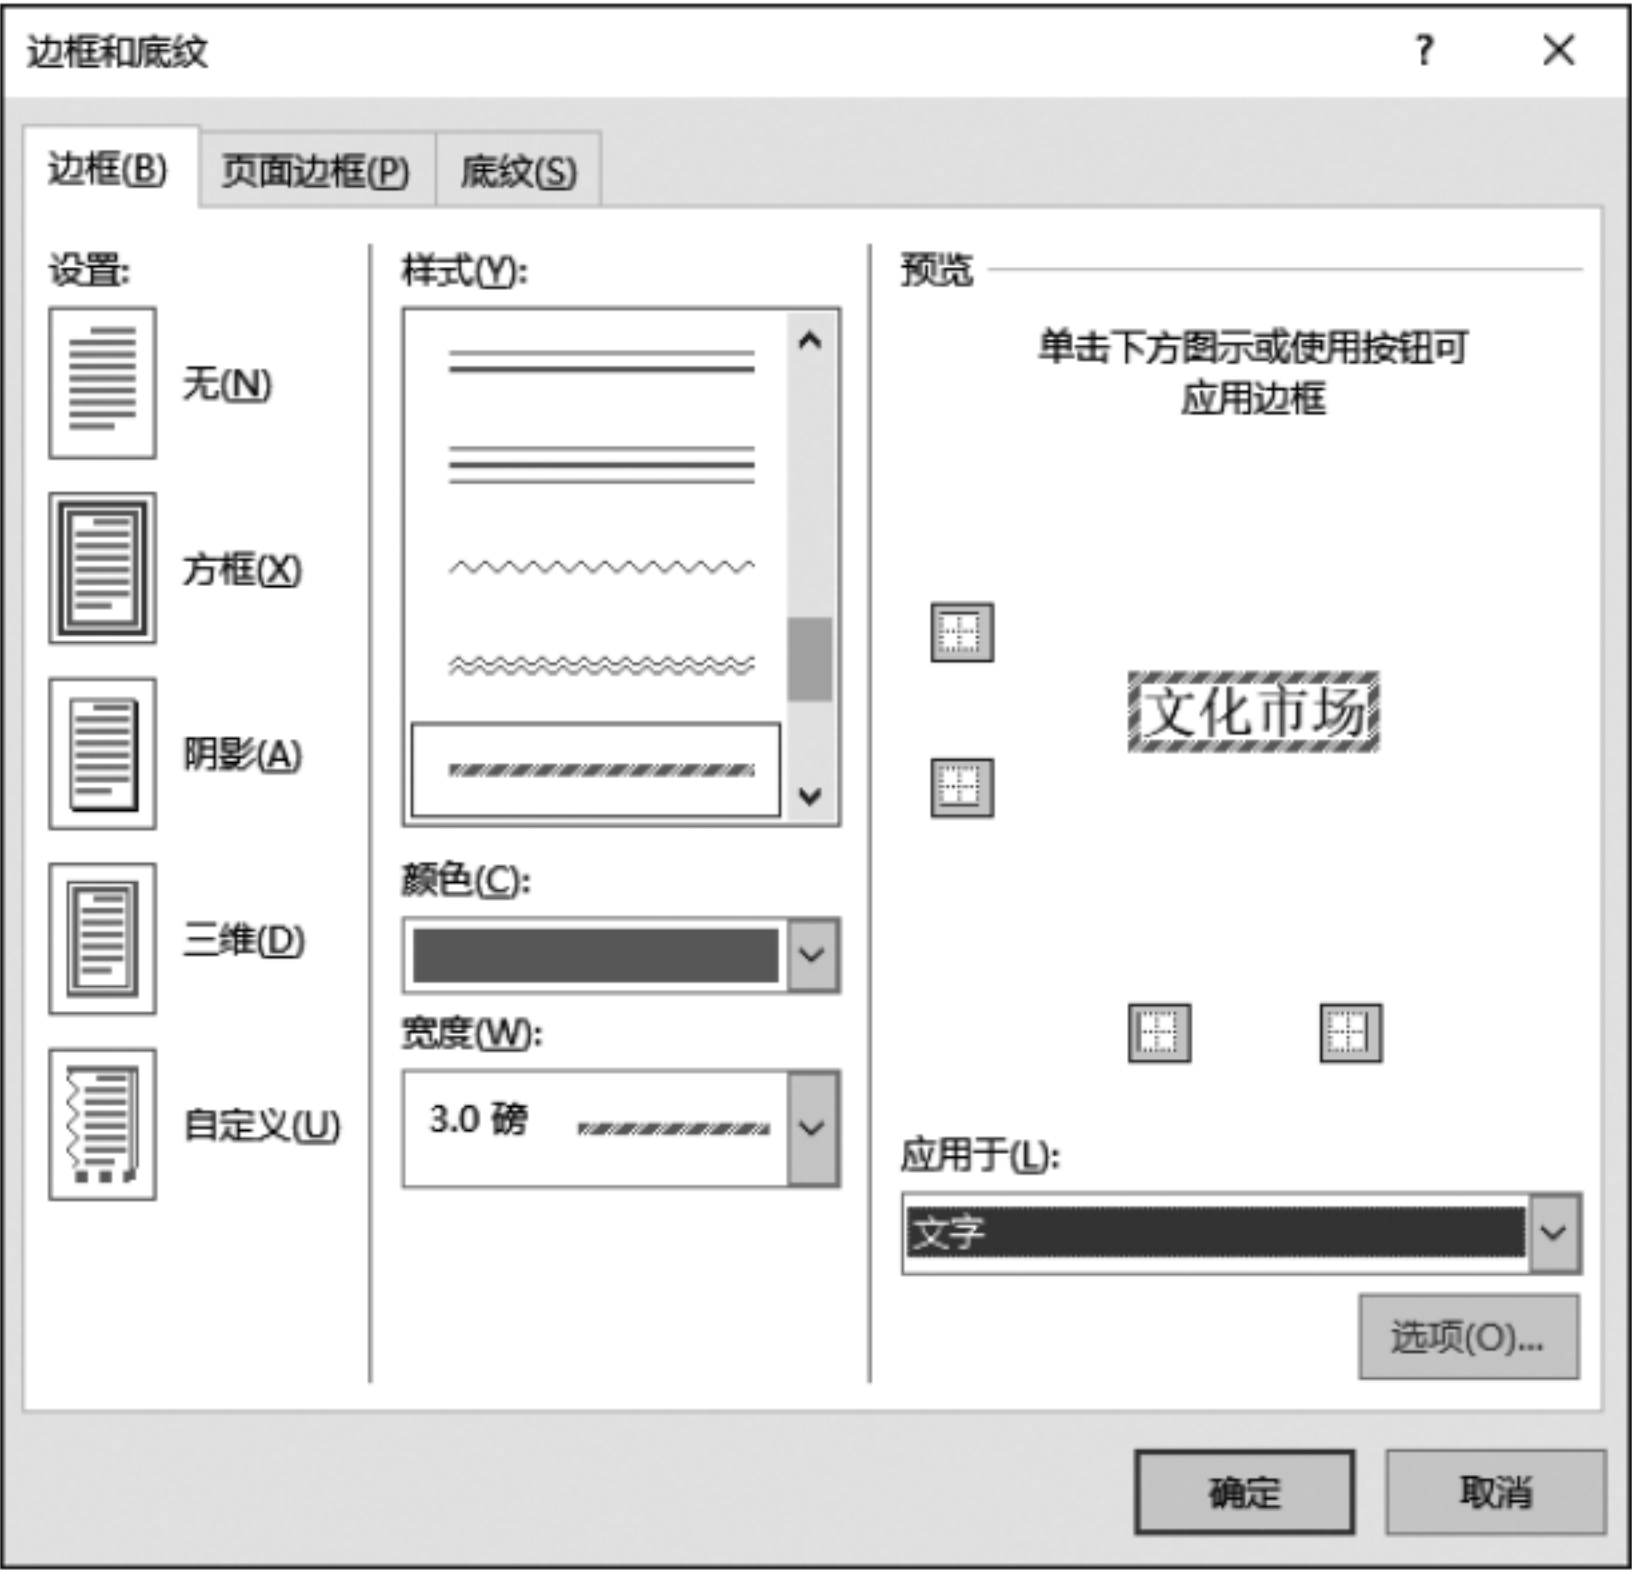 边框和底纹
?
边框(B)
页面边框(P)
底纹(S)
设置:
无(N)
方框(X)
阴影(A)
三维(D)
自定义(U)
样式(Y):
颜色(C):
宽度(W):
3.0 磅
预览
单击下方图示或使用按钮可
应用边框
文化市场
应用于(L):
文字
选项(O)...
确定
取消